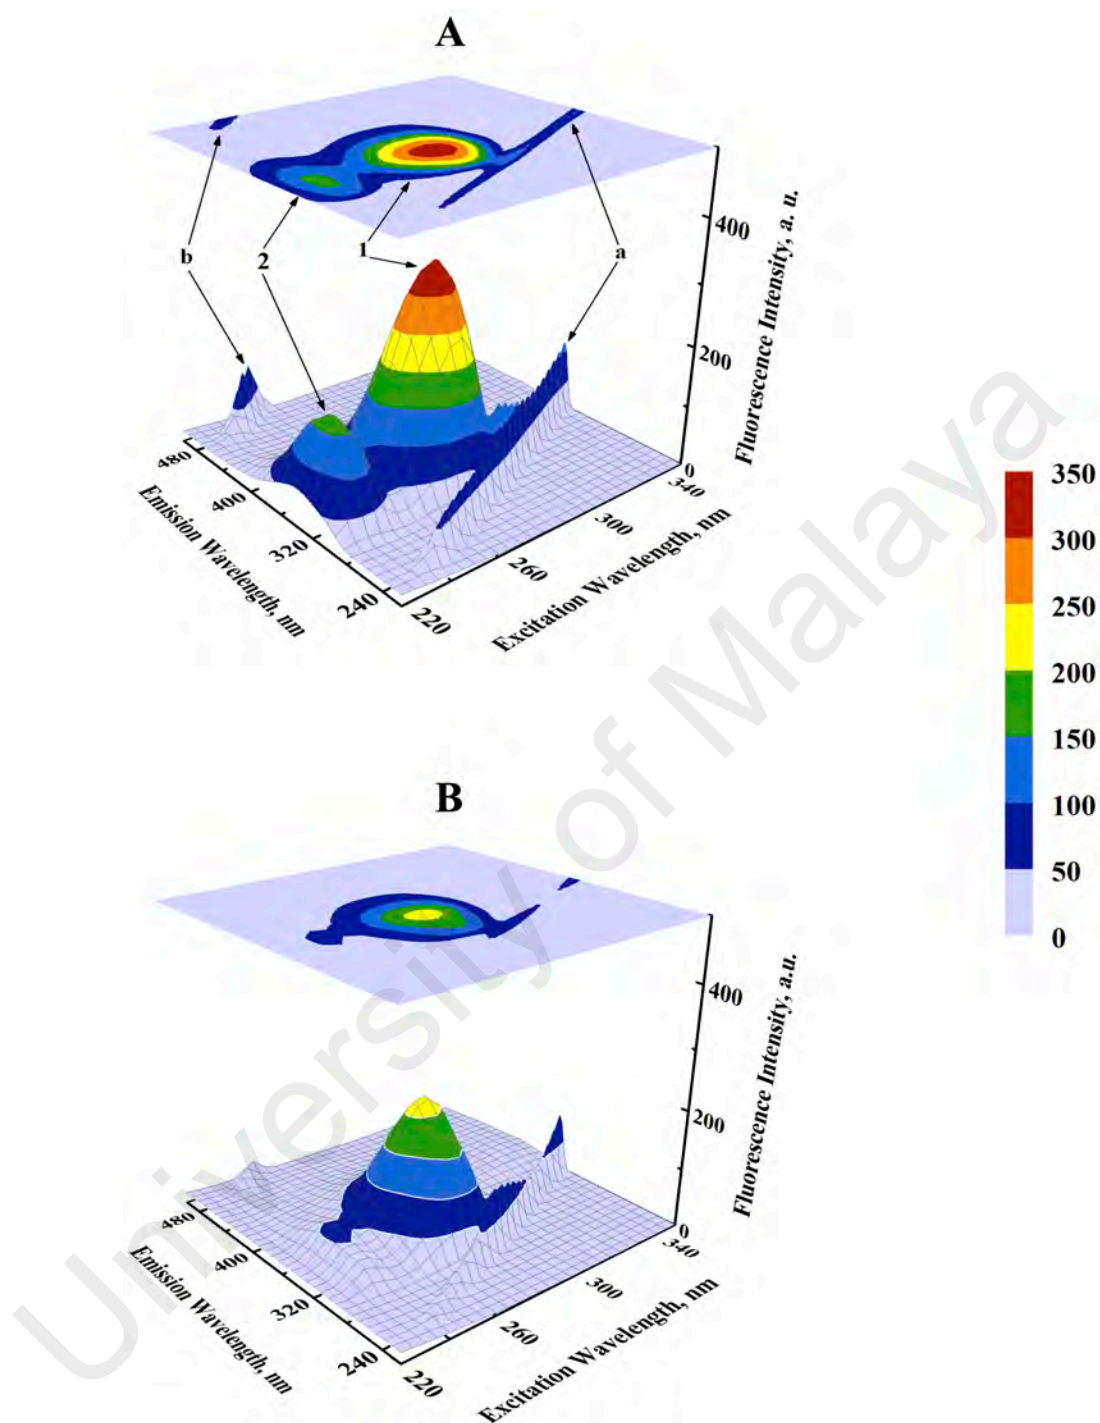 A
b
2
1
a
400
200
0
Fluorescence Intensity, a. u.
480
400
320
240
Emission Wavelength, nm
220
260
300
340
Excitation Wavelength, nm
350
300
250
200
150
100
50
0
B
400
200
0
Fluorescence Intensity, a.u.
480
400
320
240
Emission Wavelength, nm
220
260
300
340
Excitation Wavelength, nm
University of Malaya